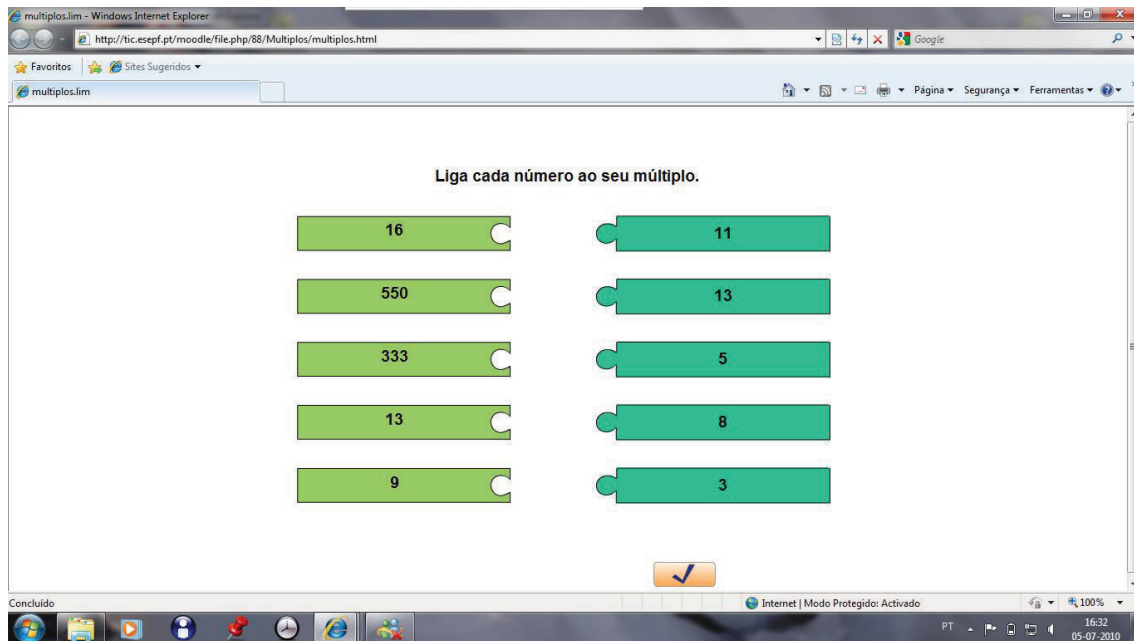 multiplos.lim - Windows Internet Explorer
http://tic.esepf.pt/moodle/file.php/88/Multiplos/multiplos.html
Google
Favoritos
Sites Sugeridos
multiplos.lim
Página
Segurança
Ferramentas
Liga cada número ao seu múltiplo.
16
11
550
13
333
5
13
8
9
3
Concluído
Internet | Modo Protegido: Activado
100%
PT
16:32
05-07-2010